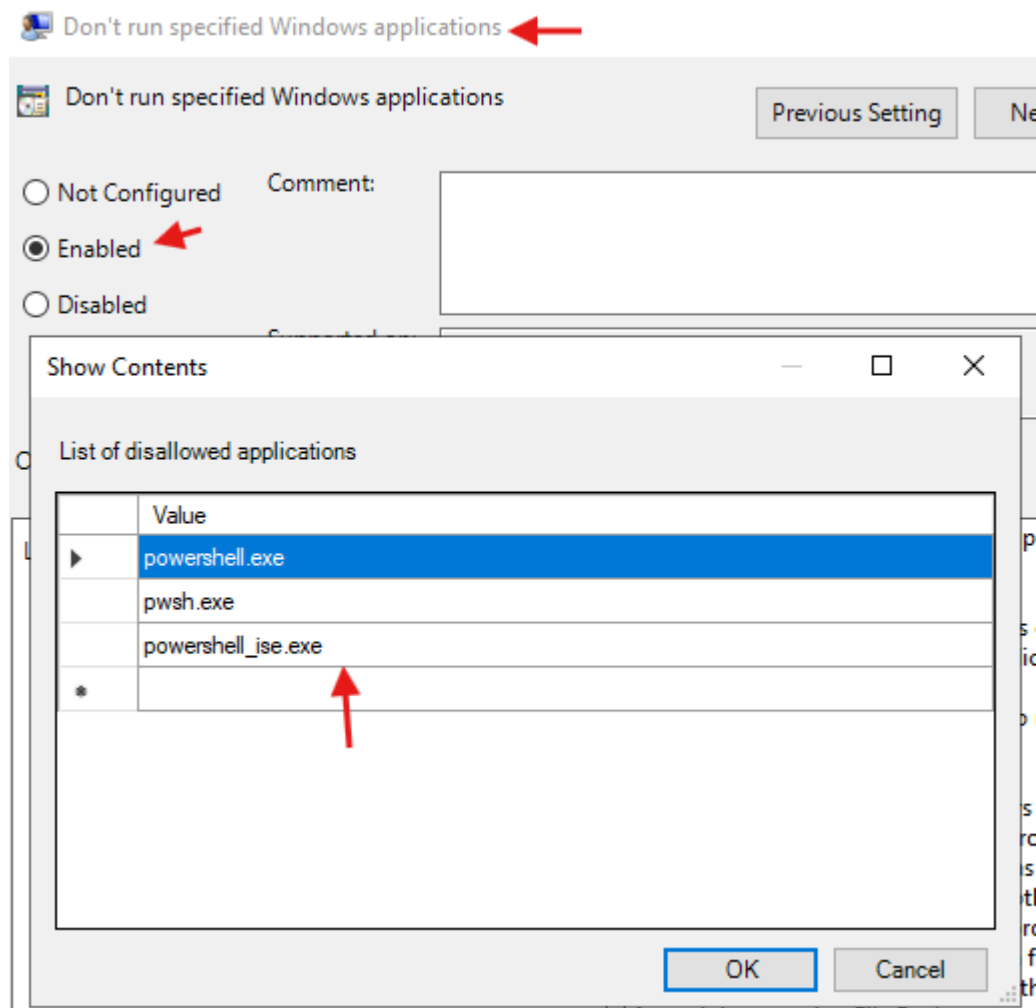 Don't run specified Windows applications
Don't run specified Windows applications
Previous Setting
Not Configured
Comment:
Enabled
Disabled
Show Contents
List of disallowed applications
Value
powershell.exe
pwsh.exe
powershell_ise.exe
OK
Cancel